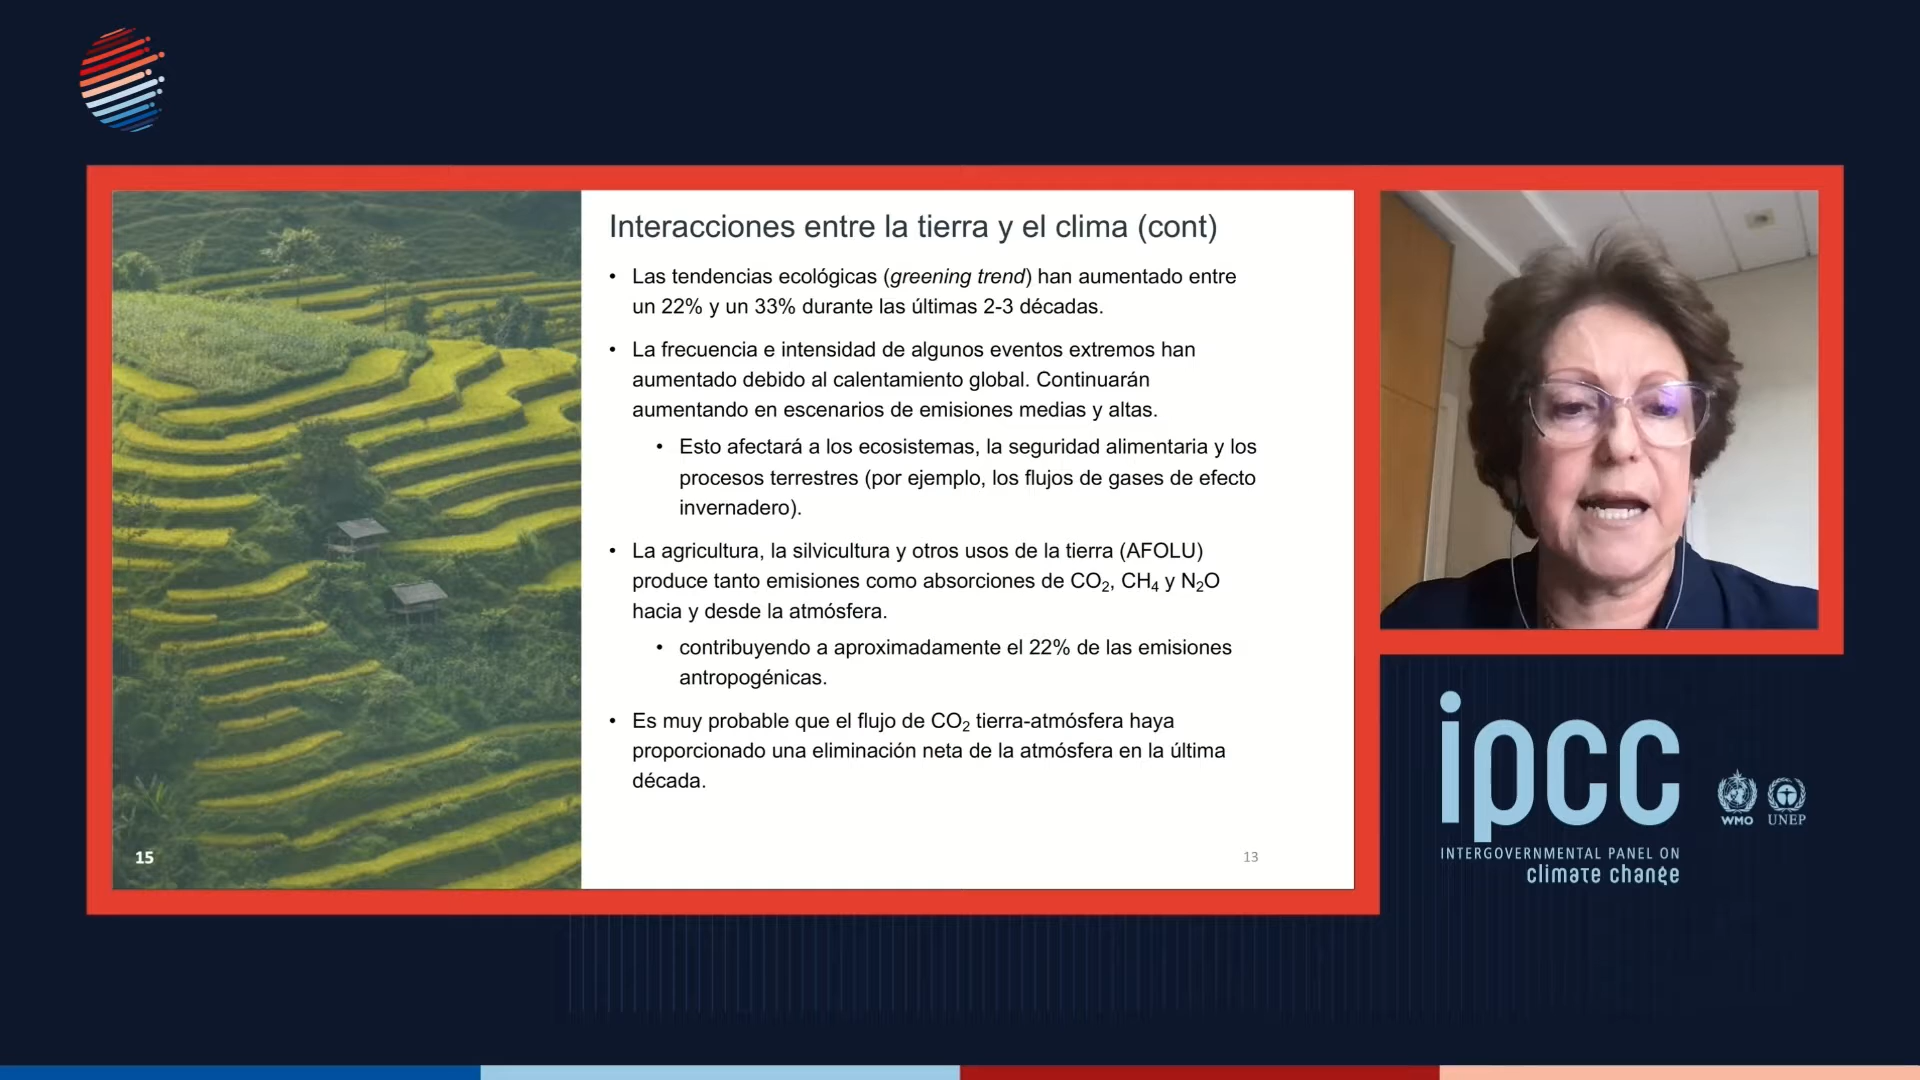 Interacciones entre la tierra y el clima (cont)
• Las tendencias ecológicas (greening trend) han aumentado entre
un 22% y un 33% durante las últimas 2-3 décadas.
• La frecuencia e intensidad de algunos eventos extremos han
aumentado debido al calentamiento global. Continuarán
aumentando en escenarios de emisiones medias y altas.
• Esto afectará a los ecosistemas, la seguridad alimentaria y los
procesos terrestres (por ejemplo, los flujos de gases de efecto
invernadero).
• La agricultura, la silvicultura y otros usos de la tierra (AFOLU)
produce tanto emisiones como absorciones de CO₂, CH₄ y N₂O
hacia y desde la atmósfera.
• contribuyendo a aproximadamente el 22% de las emisiones
antropogénicas.
• Es muy probable que el flujo de CO₂ tierra-atmósfera haya
proporcionado una eliminación neta de la atmósfera en la última
década.
15
13
ipcc
INTERGOVERNMENTAL PANEL ON
climate change
WMO
UNEP